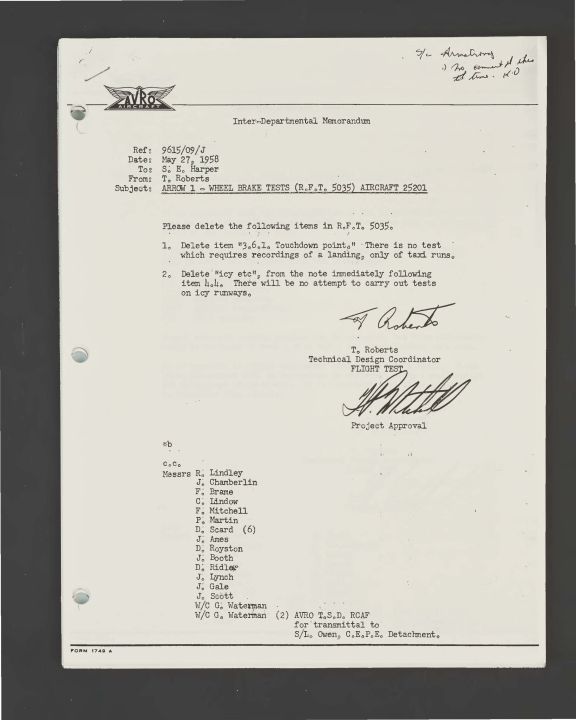 S/L Armstrong
1) No comment at this
time. K.O
AVRO
AIRCRAFT
Inter-Departmental Memorandum
Ref: 9615/09/J
Date: May 27, 1958
To: S. E. Harper
From: T. Roberts
Subject: ARROW 1 - WHEEL BRAKE TESTS (R.F.T. 5035) AIRCRAFT 25201
Please delete the following items in R.F.T. 5035.
1. Delete item "3.6.1. Touchdown point." There is no test
which requires recordings of a landing, only of taxi runs.
2. Delete "icy etc", from the note immediately following
item 4.4. There will be no attempt to carry out tests
on icy runways.
T Roberts
T. Roberts
Technical Design Coordinator
FLIGHT TEST
Project Approval
*b
c.c.
Messrs R. Lindley
J. Chamberlin
F. Brame
C. Lindow
F. Mitchell
P. Martin
D. Scard (6)
J. Ames
D. Royston
J. Booth
D. Ridler
J. Lynch
J. Gale
J. Scott
W/C G. Waterman
W/C G. Waterman (2) AVRO T.S.D. RCAF
for transmittal to
S/L. Owen, C.E.P.E. Detachment.
FORM 1749 A